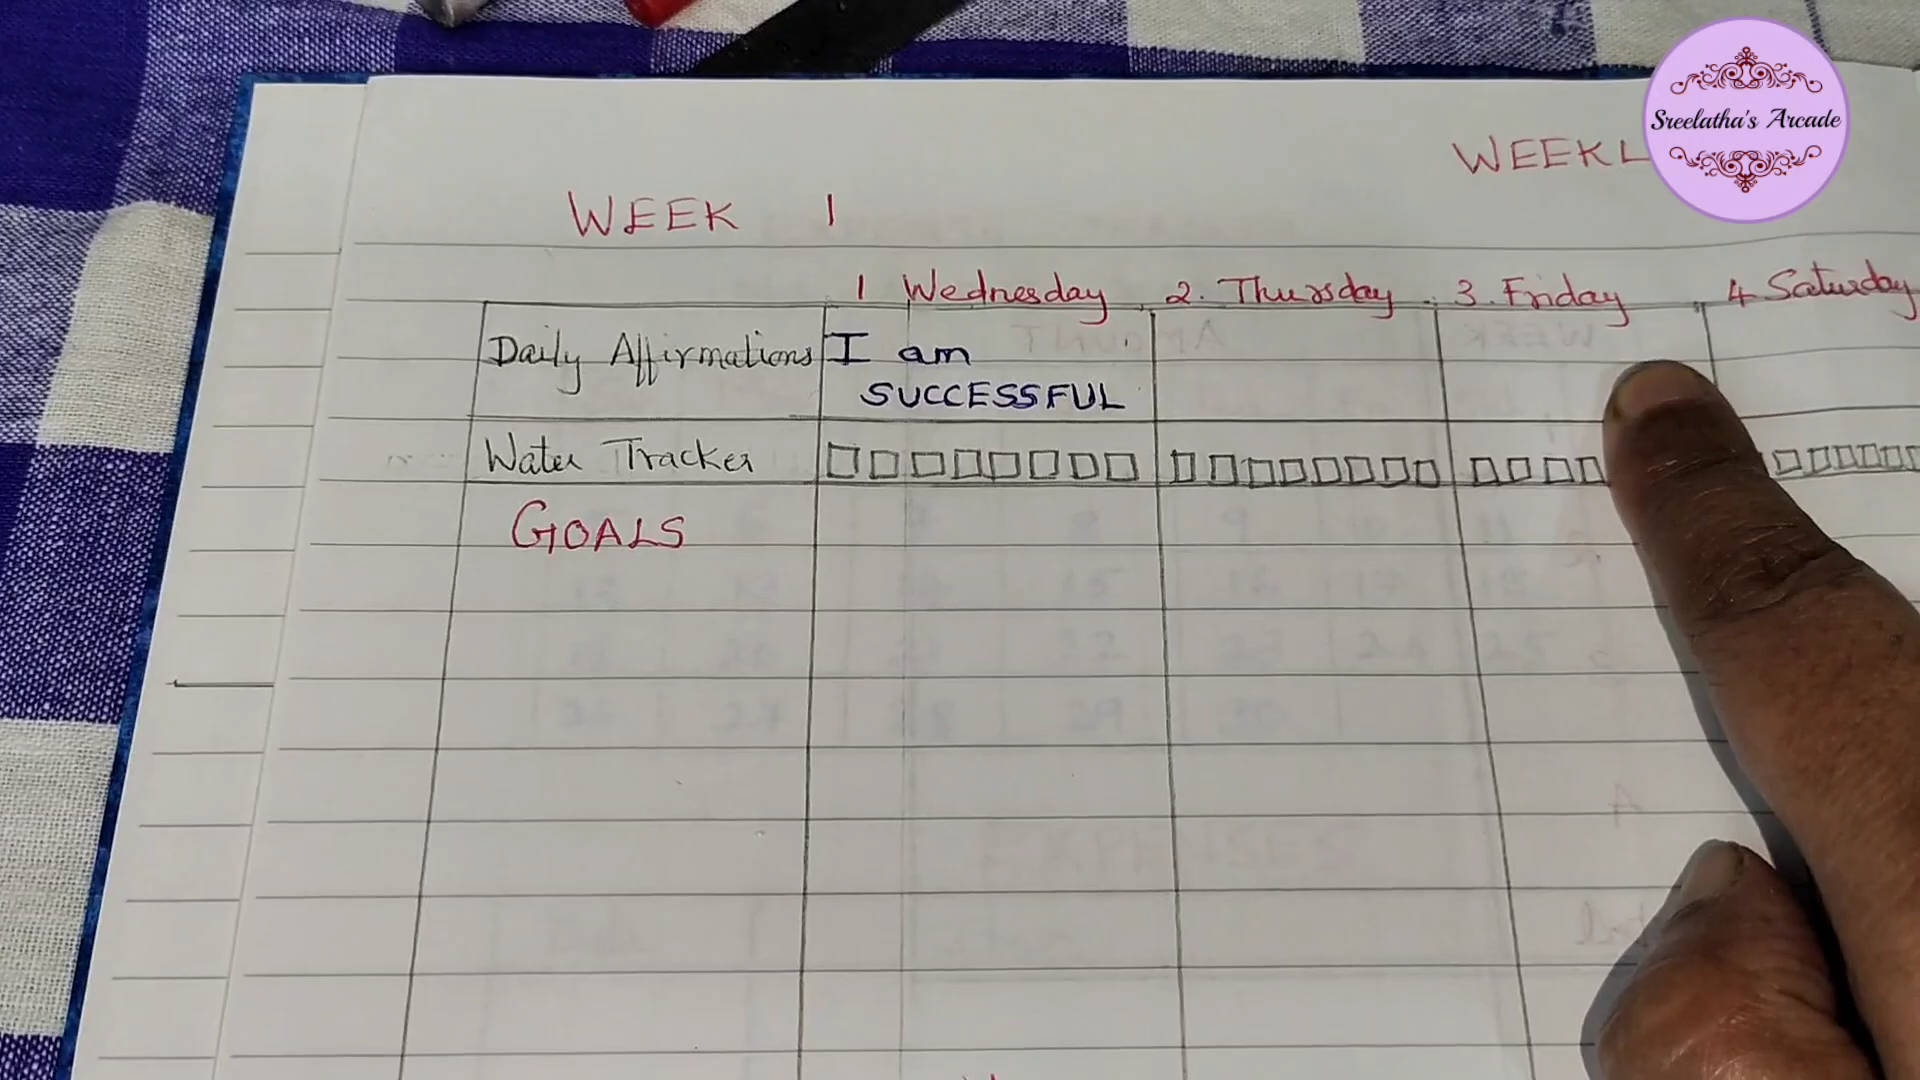 Sreelatha's Arcade
WEEKL
WEEK 1
1 Wednesday 2. Thursday 3. Friday 4 Saturday
Daily Affirmations I am
SUCCESSFUL
Water Tracker
GOALS